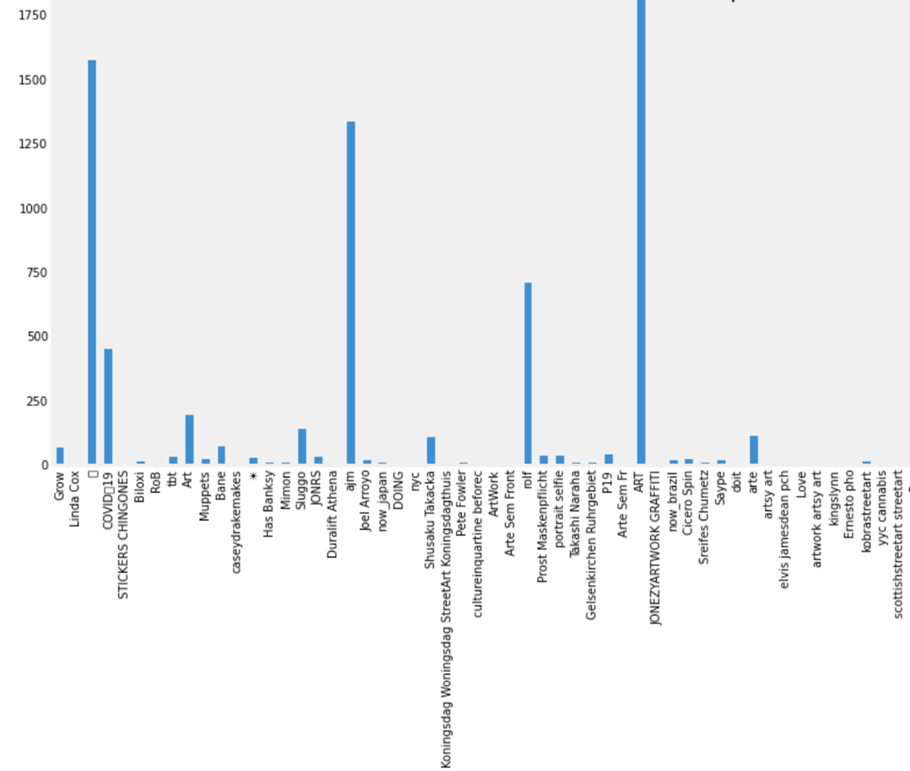 1750
1500
1250
1000
750
500
250
0
Grow
Linda Cox
□
COVID□19
STICKERS CHINGONES
Biloxi
RoB
tbt
Art
Muppets
Bane
caseydrakemakes
☀
Has Banksy
Mimon
Sluggo
JONRS
Duralift Athena
ajm
Joel Arroyo
now_japan
DOING
nyc
Shusaku Takacka
Koningsdag Woningsdag StreetArt Koningsdagthuis
Pete Fowler
cultureinquartine beforec
ArtWork
Arte Sem Front
rolf
Prost Maskenpflicht
portrait selfie
Takashi Naraha
Gelsenkirchen Ruhrgebiet
P19
Arte Sem Fr
ART
JONEZYARTWORK GRAFFITI
now_brazil
Cicero Spin
Sreifes Chumetz
Saype
doit
arte
artsy art
elvis jamesdean pch
Love
artwork artsy art
kingslynn
Ernesto pho
kobrastreetart
yyc cannabis
scottishstreetart streetart